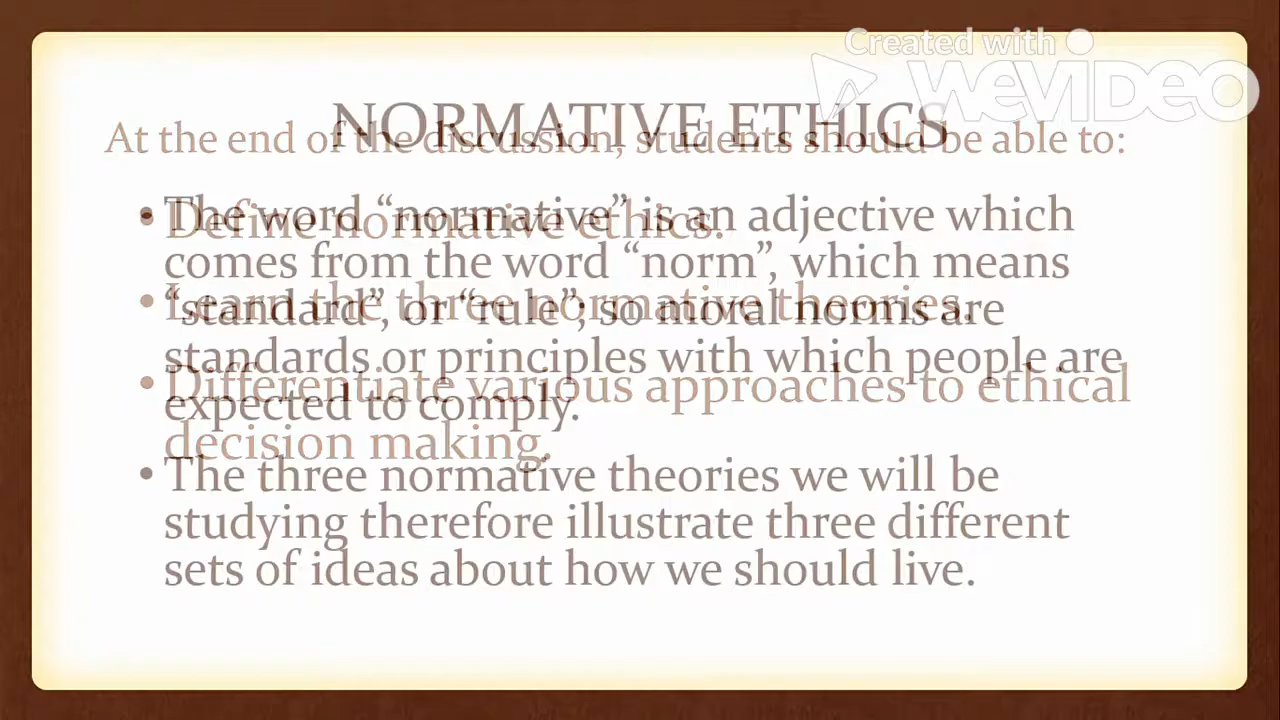 Created with
WEVIDEO
NORMATIVE ETHICS
At the end of the discussion, students should be able to:
• The word “normative” is an adjective which
• Define normative ethics.
comes from the word “norm”, which means
• Learn the three normative theories.
“standard”, or “rule”; so moral norms are
standards or principles with which people are
• Differentiate various approaches to ethical
expected to comply.
decision making.
• The three normative theories we will be
studying therefore illustrate three different
sets of ideas about how we should live.